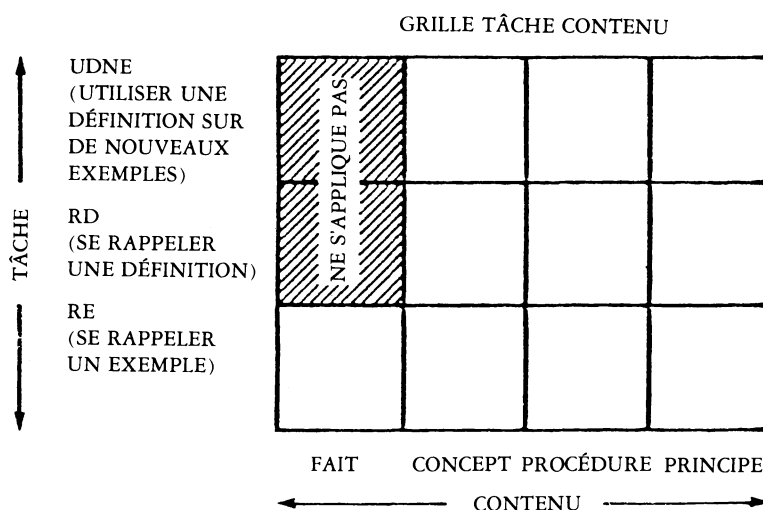 GRILLE TÂCHE CONTENU
UDNE
(UTILISER UNE
DÉFINITION SUR
DE NOUVEAUX
EXEMPLES)
RD
(SE RAPPELER
UNE DÉFINITION)
RE
(SE RAPPELER
UN EXEMPLE)
TÂCHE
NE S'APPLIQUE PAS
FAIT CONCEPT PROCÉDURE PRINCIPE
CONTENU